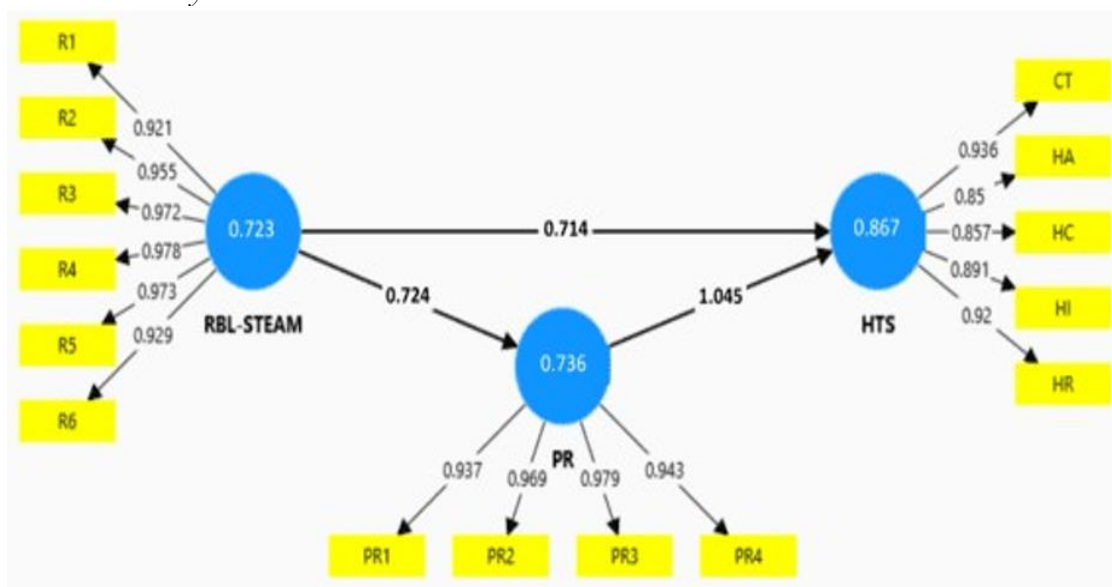 R1
R2
R3
R4
R5
R6
0.921
0.955
0.972
0.978
0.973
0.929
0.723
RBL-STEAM
0.714
0.724
1.045
0.736
PR
0.937
0.969
0.979
0.943
PR1
PR2
PR3
PR4
0.867
HTS
0.936
0.85
0.857
0.891
0.92
CT
HA
HC
HI
HR